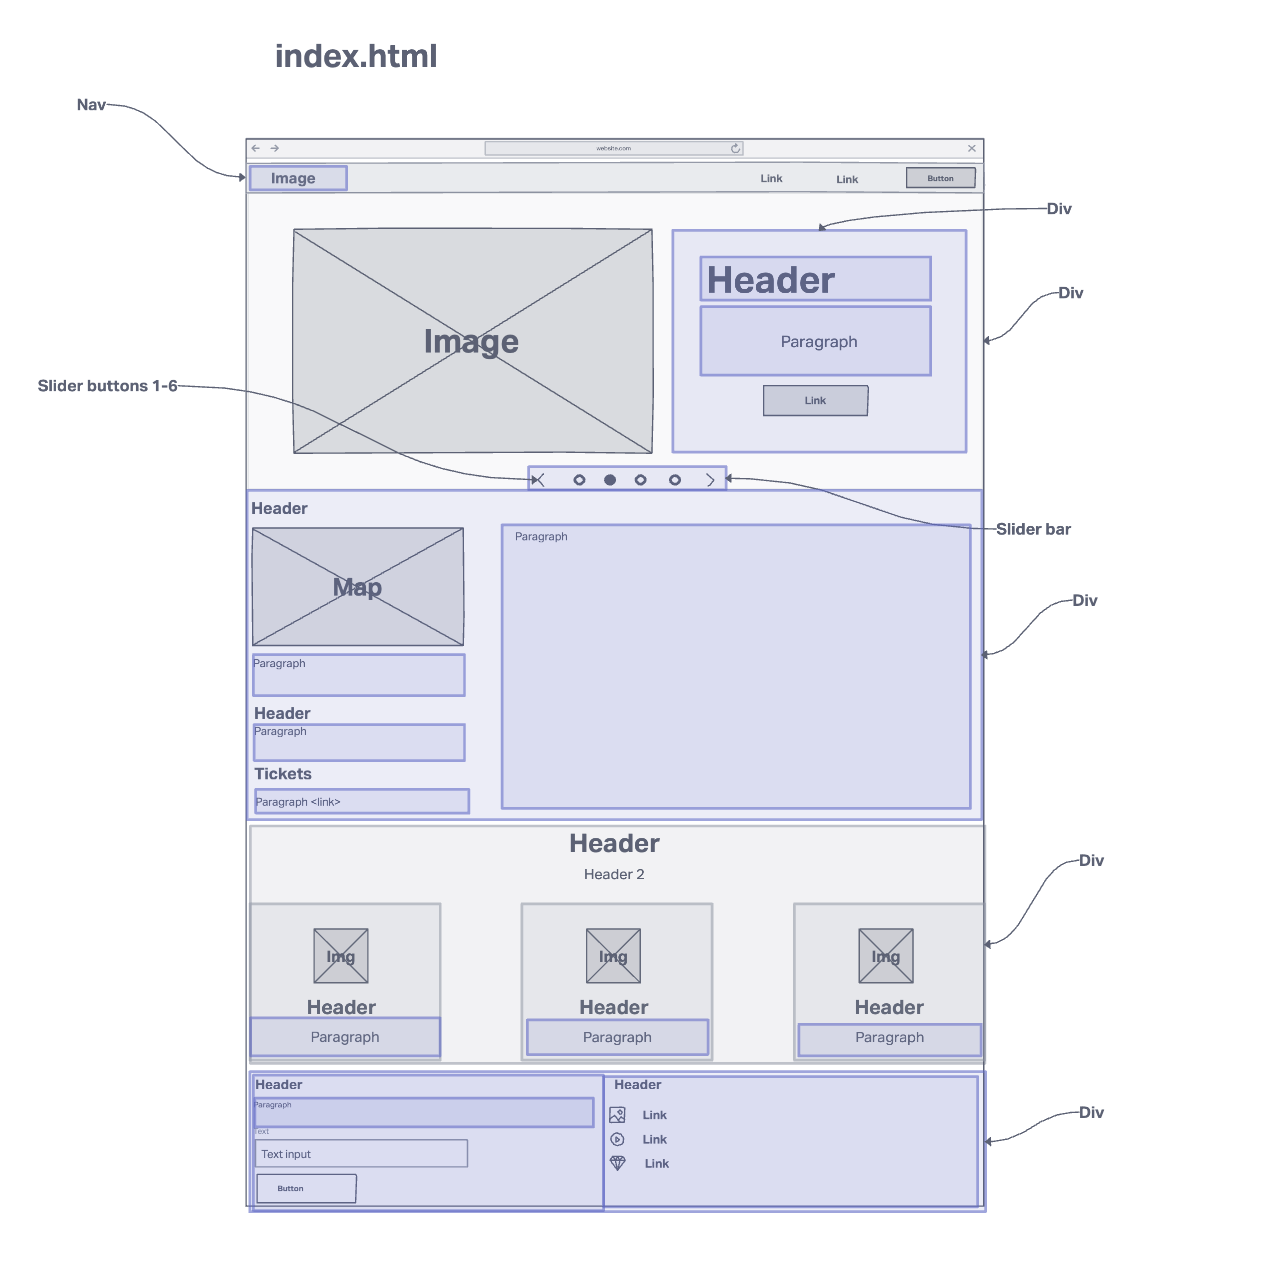 index.html
Nav
website.com
Image
Link
Link
Button
Div
Header
Div
Image
Paragraph
Slider buttons 1-6
Link
Header
Slider bar
Paragraph
Map
Div
Paragraph
Header
Paragraph
Tickets
Paragraph <link>
Header
Div
Header 2
Img
Img
Img
Header
Header
Header
Paragraph
Paragraph
Paragraph
Header
Header
Paragraph
Div
Link
Text
Link
Text input
Link
Button